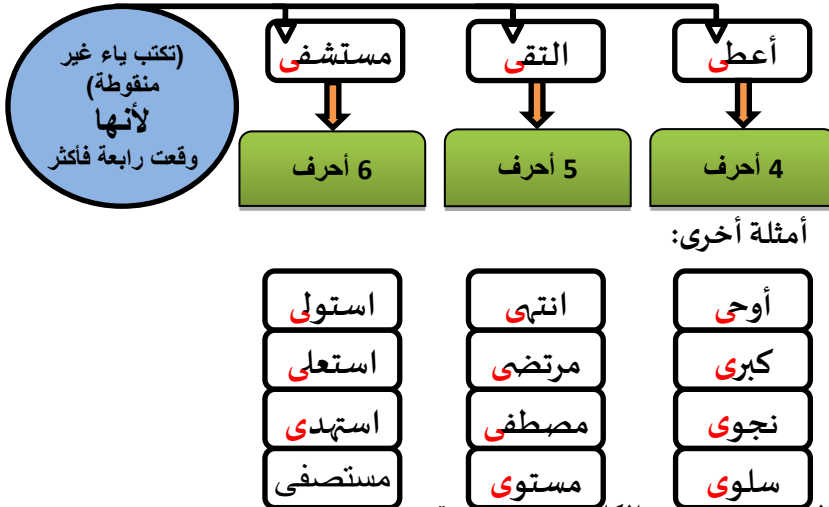 أعطى
التقى
مستشفى
(تكتب ياء غير
منقوطة)
لأنها
وقعت رابعة فأكثر
4 أحرف
5 أحرف
6 أحرف
أمثلة أخرى:
أوحى
انتهى
استولى
كبرى
مرتضى
استعلى
نجوى
مصطفى
استهدى
سلوى
مستوى
مستصفى